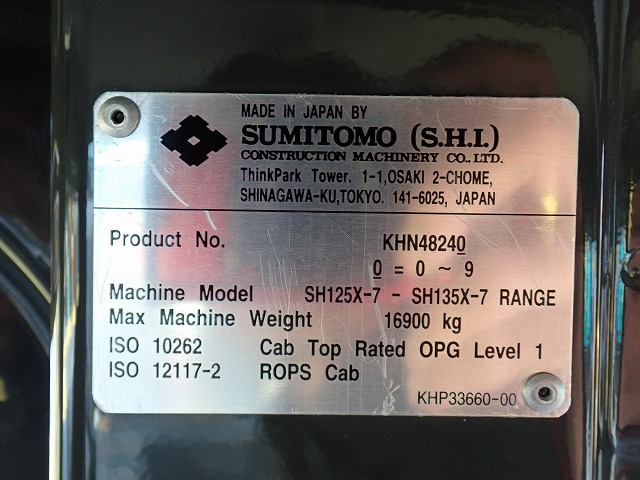 MADE IN JAPAN BY
SUMITOMO (S.H.I.)
CONSTRUCTION MACHINERY CO., LTD.
ThinkPark Tower. 1-1,OSAKI 2-CHOME,
SHINAGAWA-KU,TOKYO. 141-6025, JAPAN
Product No. KHN48240
0 = 0 ~ 9
Machine Model SH125X-7 - SH135X-7 RANGE
Max Machine Weight 16900 kg
ISO 10262 Cab Top Rated OPG Level 1
ISO 12117-2 ROPS Cab
KHP33660-00